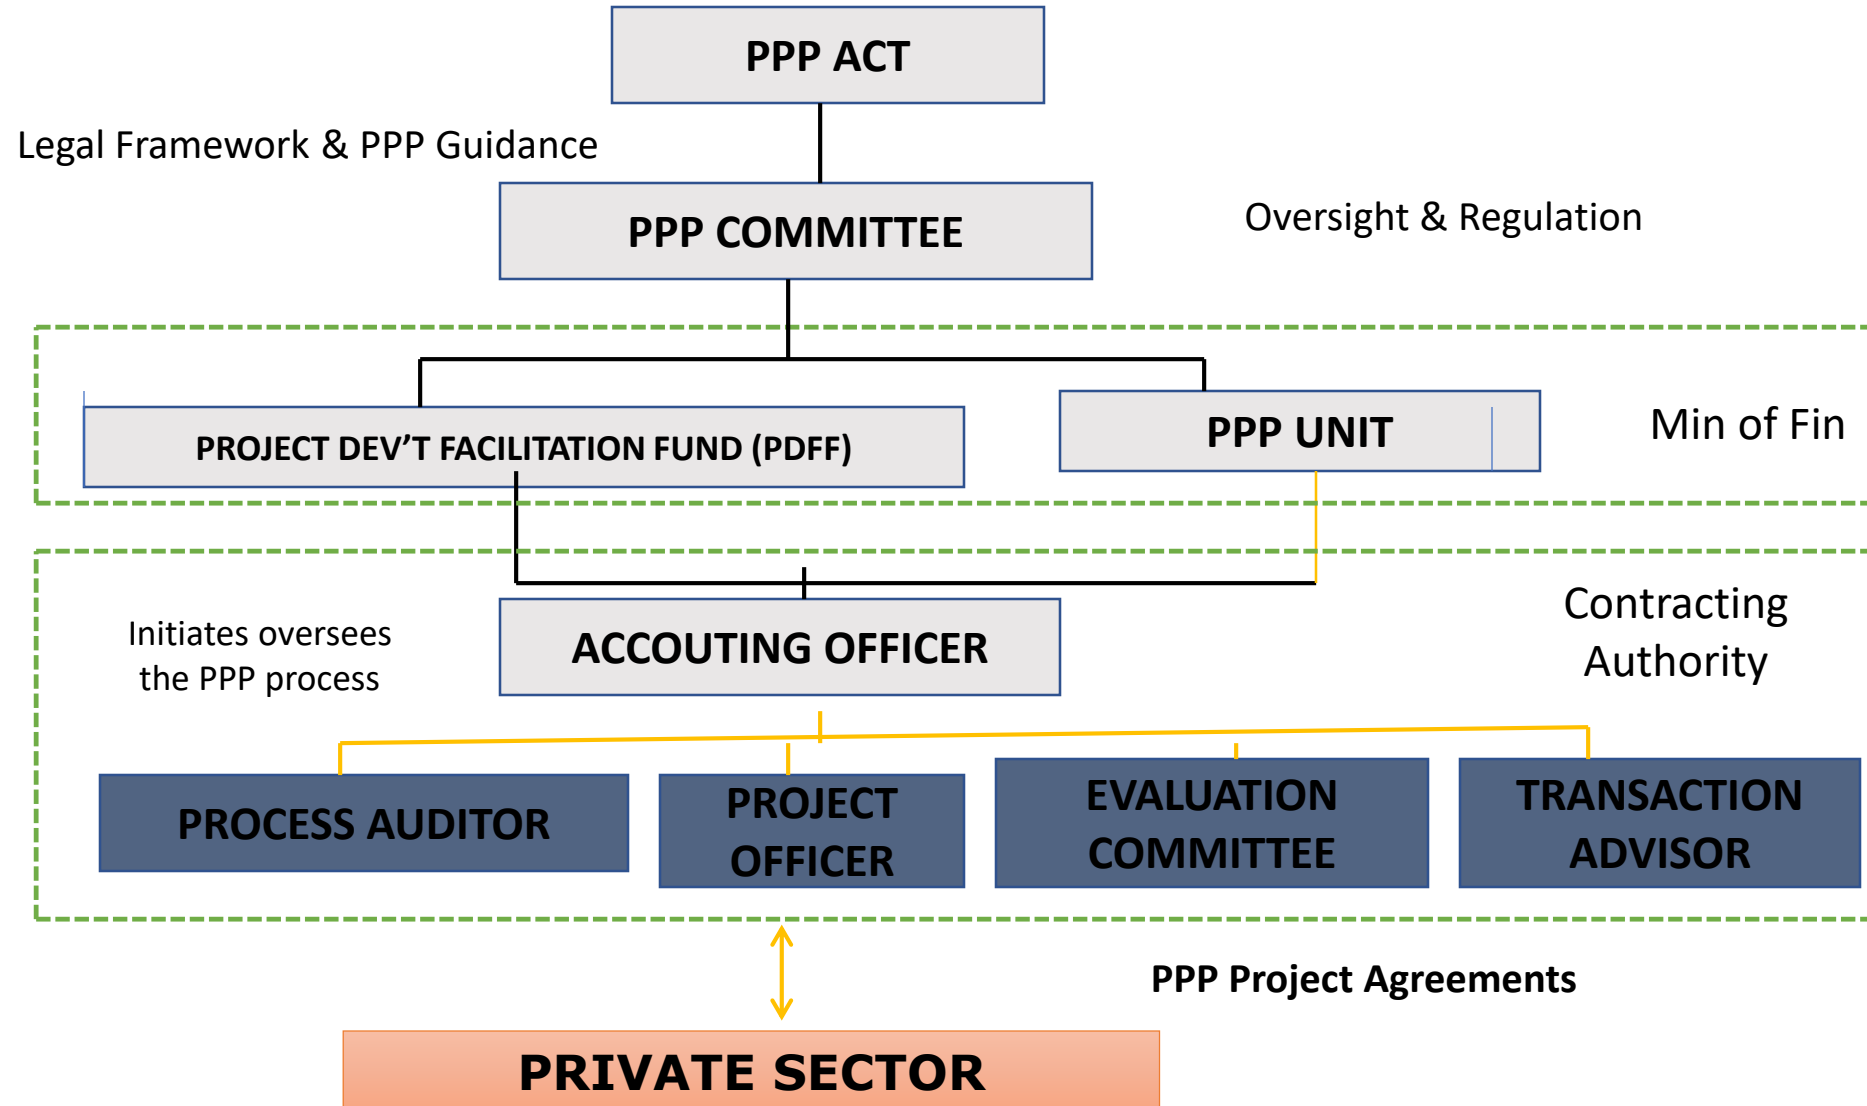 PPP ACT
Legal Framework & PPP Guidance
PPP COMMITTEE
Oversight & Regulation
PROJECT DEV’T FACILITATION FUND (PDFF)
PPP UNIT
Min of Fin
Initiates oversees
the PPP process
ACCOUTING OFFICER
Contracting
Authority
PROCESS AUDITOR
PROJECT
OFFICER
EVALUATION
COMMITTEE
TRANSACTION
ADVISOR
PPP Project Agreements
PRIVATE SECTOR